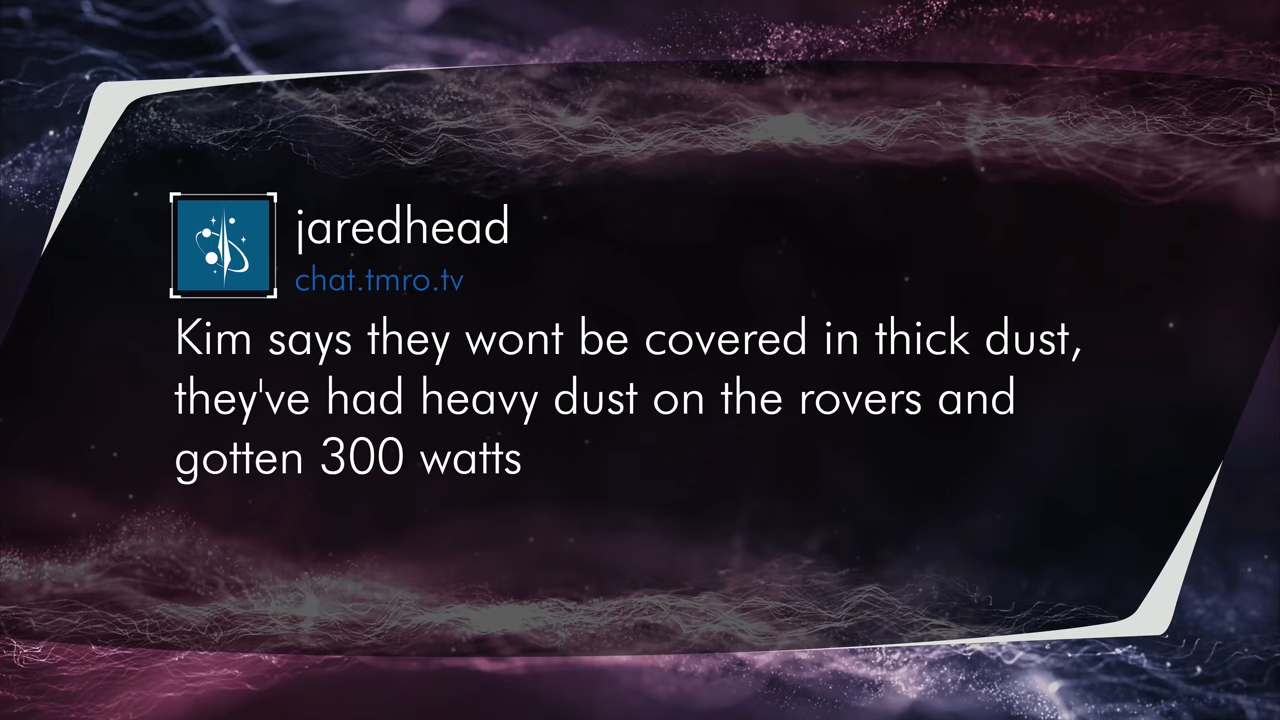 jaredhead
chat.tmro.tv
Kim says they wont be covered in thick dust,
they've had heavy dust on the rovers and
gotten 300 watts